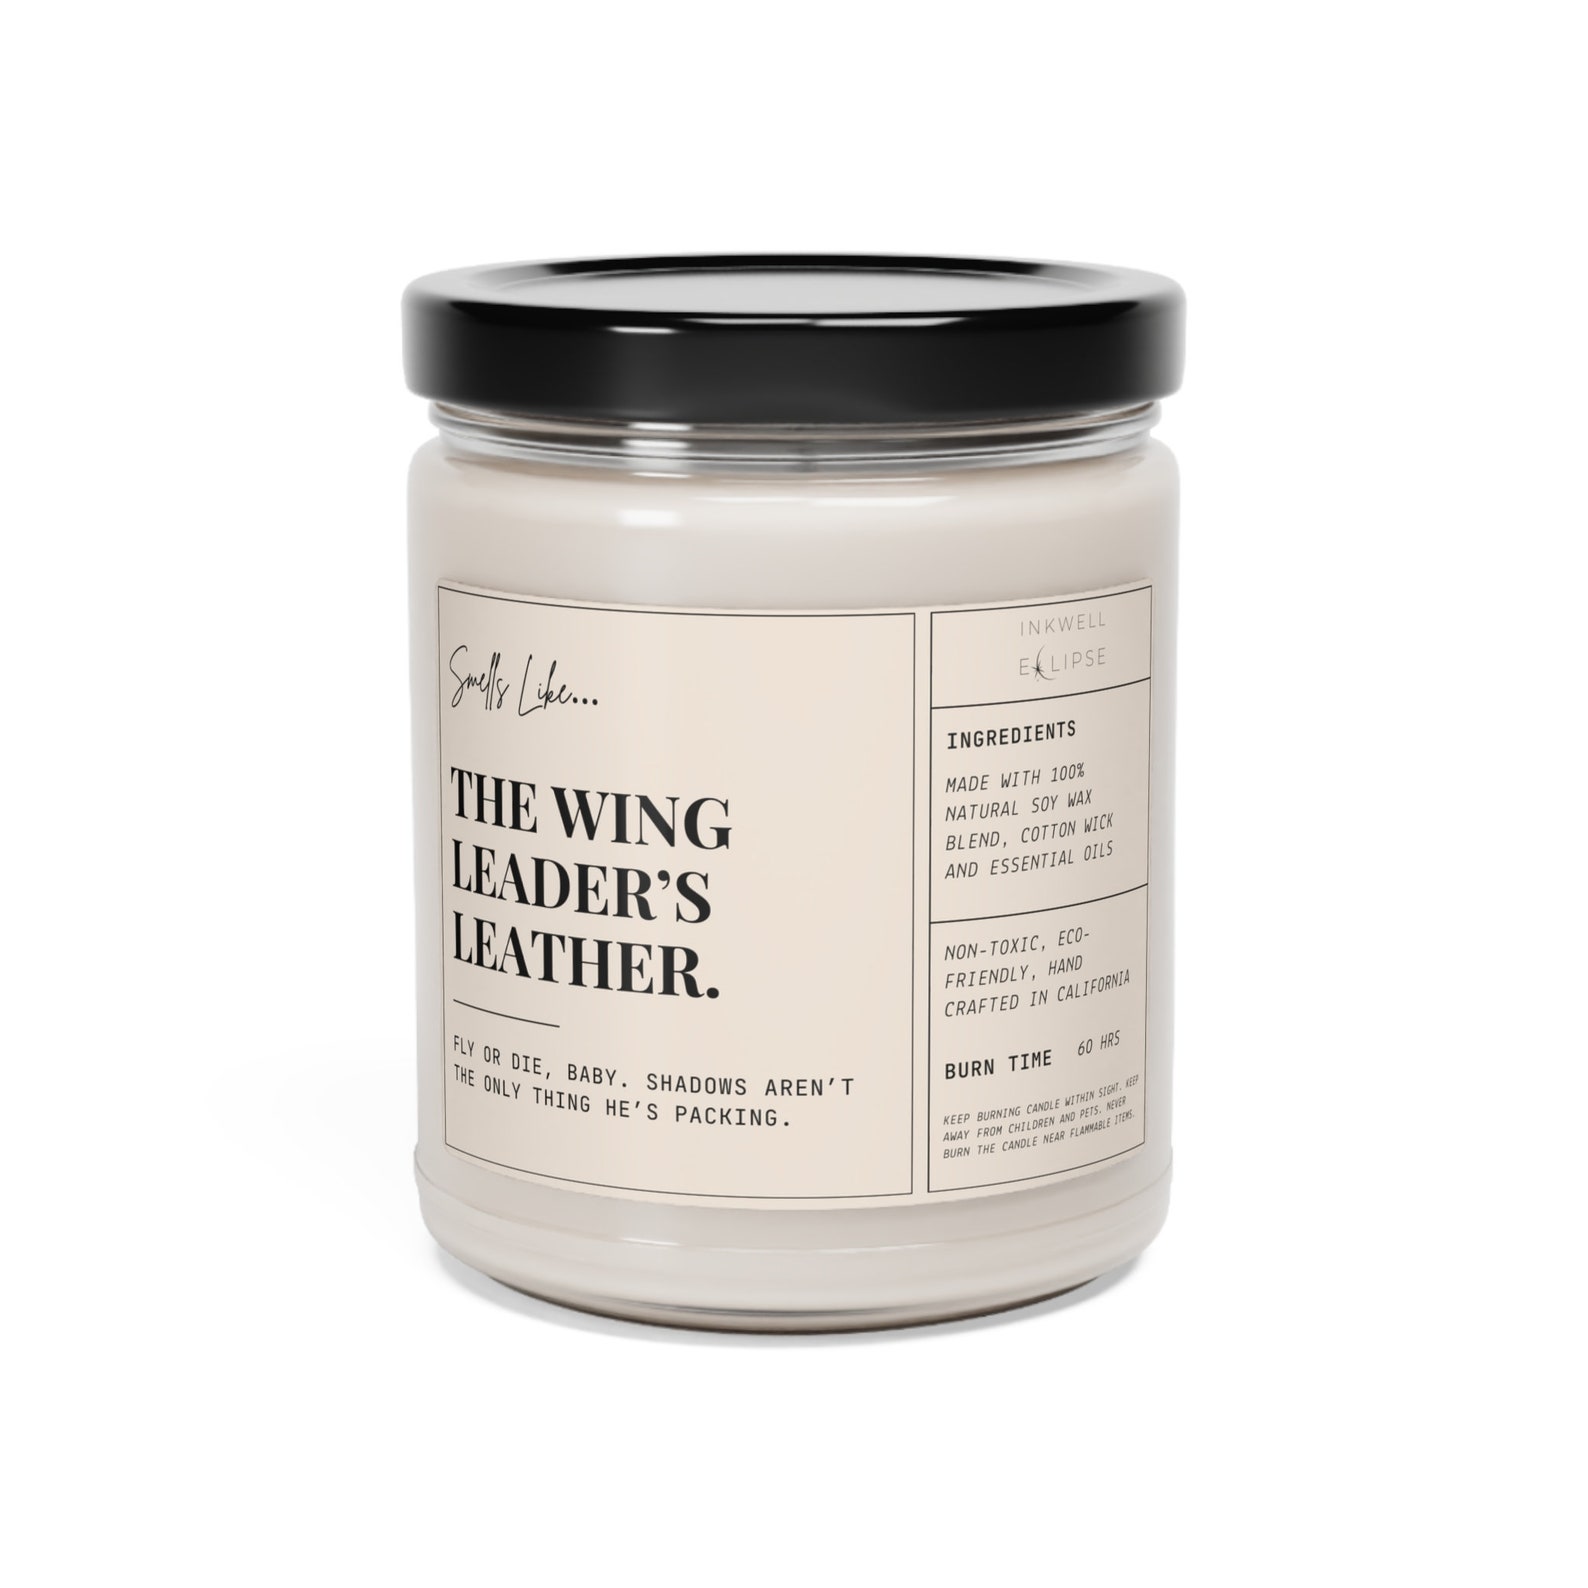 Smells Like...
THE WING
LEADER'S
LEATHER.
FLY OR DIE, BABY. SHADOWS AREN'T
THE ONLY THING HE'S PACKING.
INKWELL
ECLIPSE
INGREDIENTS
MADE WITH 100%
NATURAL SOY WAX
BLEND, COTTON WICK
AND ESSENTIAL OILS
NON-TOXIC, ECO-
FRIENDLY, HAND
CRAFTED IN CALIFORNIA
BURN TIME 60 HRS
KEEP BURNING CANDLE WITHIN SIGHT. KEEP
AWAY FROM CHILDREN AND PETS. NEVER
BURN THE CANDLE NEAR FLAMMABLE ITEMS.